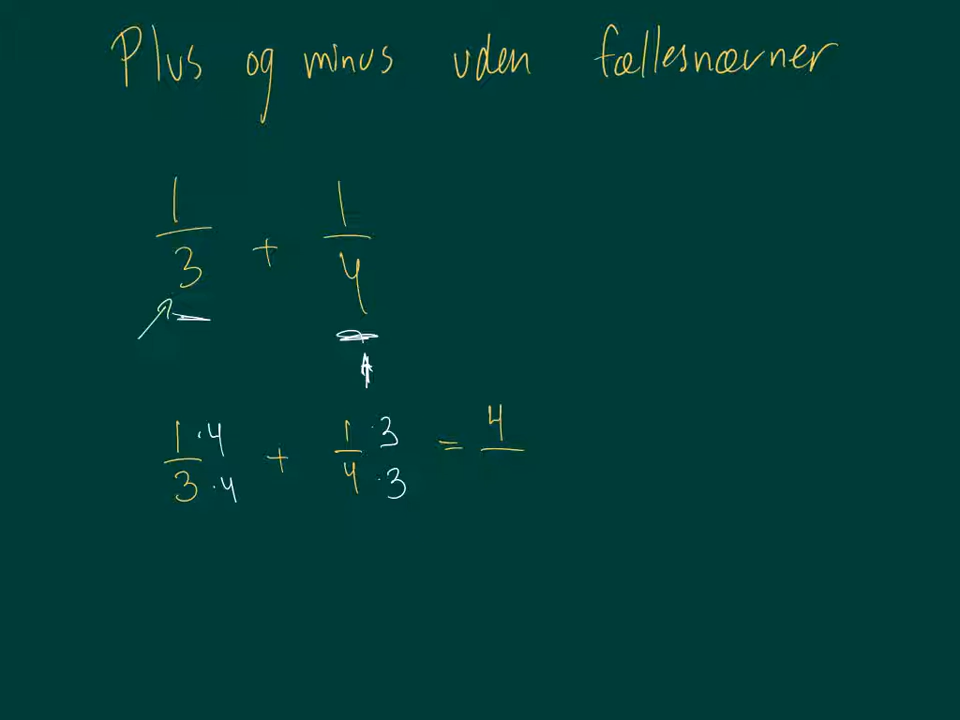 Plus og minus uden fællesnævner
1/3 + 1/4
1·4/3·4 + 1·3/4·3 = 4/